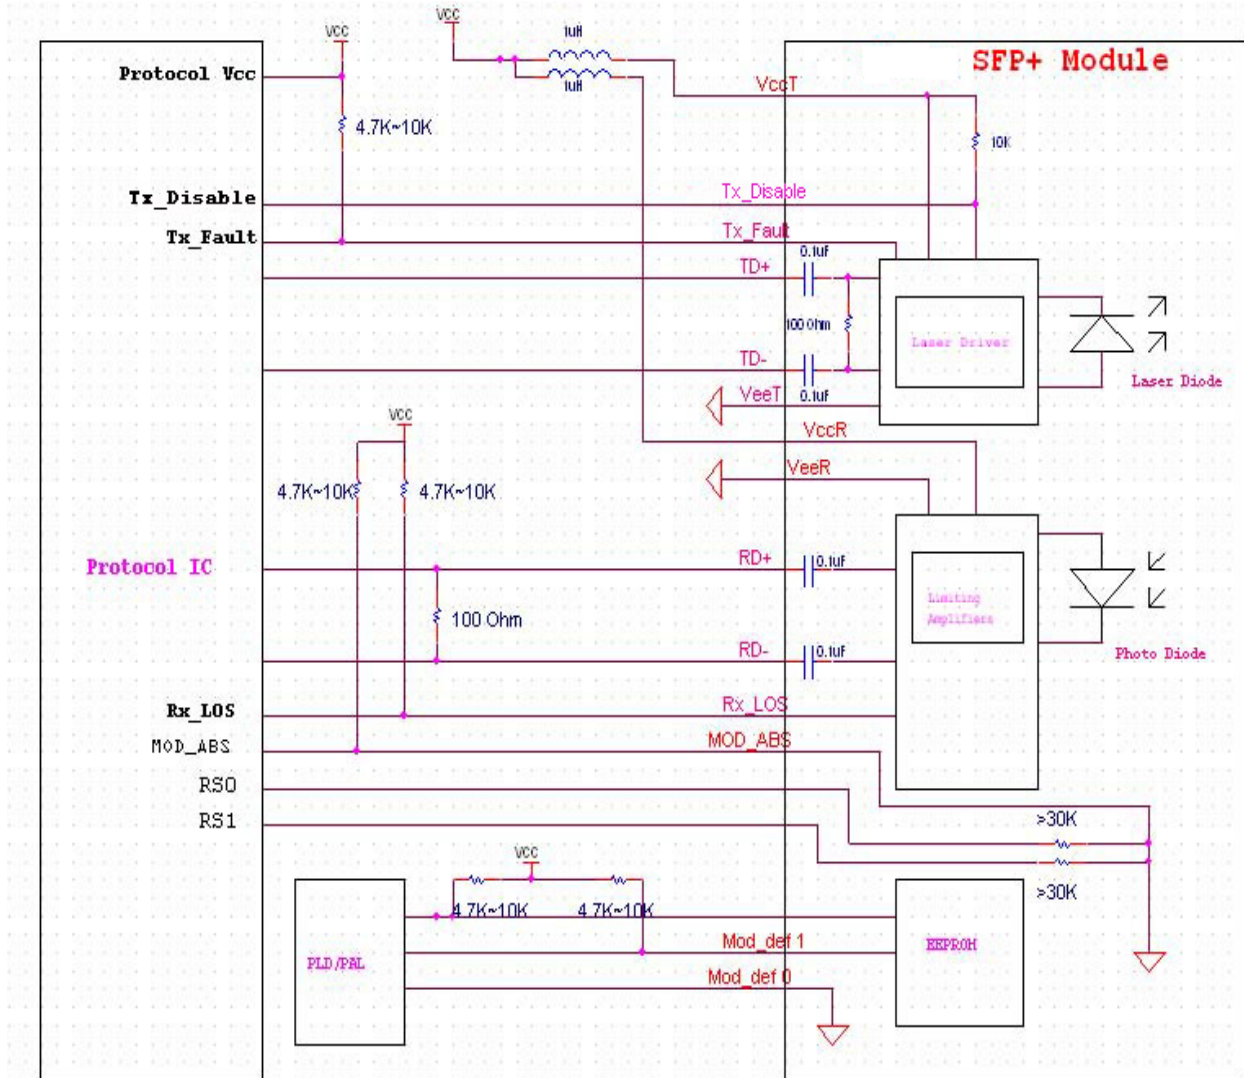 VCC
VCC
1uH
1uH
SFP+ Module
Protocol Vcc
VccT
4.7K~10K
10K
Tx_Disable
Tx_Disable
Tx_Fault
Tx_Fault
0.1uF
TD+
100 Ohm
Laser Driver
TD-
Laser Diode
VeeT
0.1uF
VCC
VccR
VeeR
4.7K~10K
4.7K~10K
Protocol IC
RD+
0.1uF
Limiting
Amplifiers
100 Ohm
RD-
0.1uF
Photo Diode
Rx_LOS
Rx_LOS
MOD_ABS
MOD_ABS
RS0
RS1
>30K
VCC
>30K
4.7K~10K
4.7K~10K
Mod_def 1
EEPROM
PLD/PAL
Mod_def 0